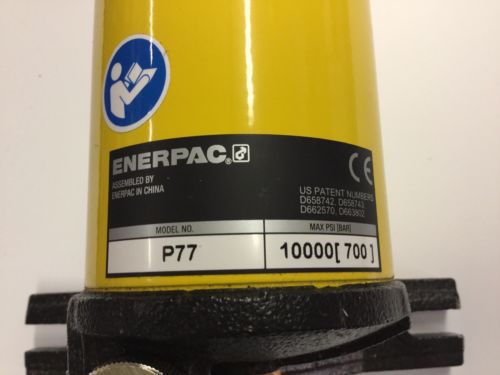 ENERPAC®
ASSEMBLED BY
ENERPAC IN CHINA
CE
US PATENT NUMBERS
D658742, D658743
D662570, D663802
MODEL NO.
MAX PSI [BAR]
P77
10000[ 700 ]